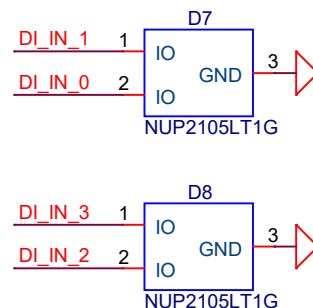 D7
DI_IN_1 1 IO
GND 3
DI_IN_0 2 IO
NUP2105LT1G
D8
DI_IN_3 1 IO
GND 3
DI_IN_2 2 IO
NUP2105LT1G